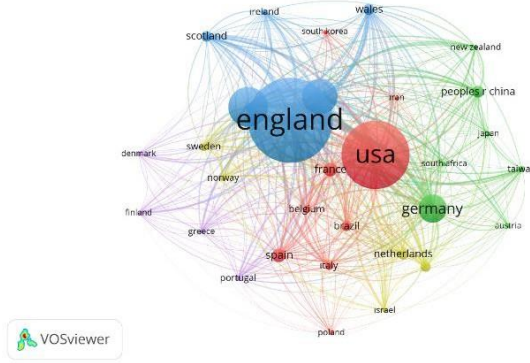 ireland
wales
scotland
south korea
new zealand
iran
peoples r china
england
japan
sweden
denmark
usa
france
south africa
taiwa
norway
belgium
germany
finland
brazil
greece
austria
spain
italy
netherlands
portugal
israel
poland
VOSviewer